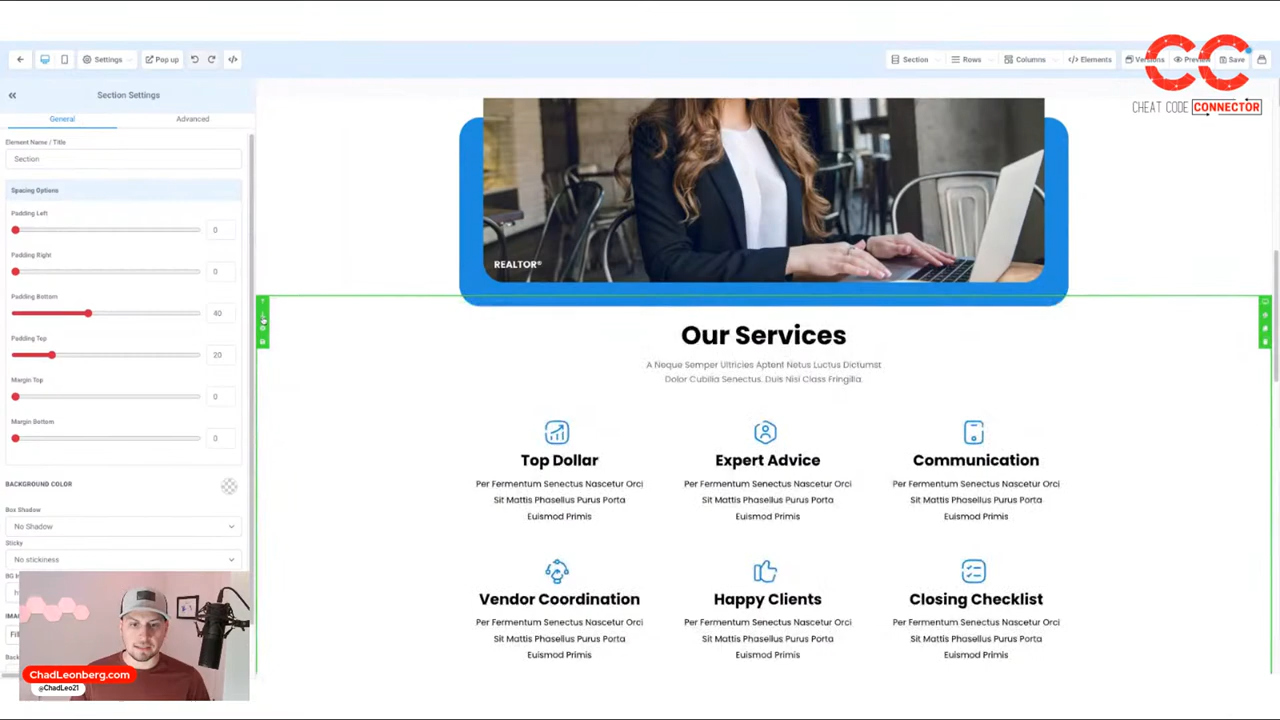 Settings
Pop up
</>
Section
Rows
Columns
</> Elements
Versions
Preview
Save
CC
CHEAT CODE CONNECTOR
Section Settings
General
Advanced
Element Name / Title
Section
Spacing Options
Padding Left
0
Padding Right
0
Padding Bottom
40
Padding Top
20
Margin Top
0
Margin Bottom
0
BACKGROUND COLOR
Box Shadow
No Shadow
Sticky
No stickiness
ChadLeonberg.com
@ChadLeo21
REALTOR®
Our Services
A Neque Semper Ultricies Aptent Netus Luctus Dictumst
Dolor Cubilia Senectus. Duis Nisi Class Fringilla.
Top Dollar
Per Fermentum Senectus Nascetur Orci
Sit Mattis Phasellus Purus Porta
Euismod Primis
Expert Advice
Per Fermentum Senectus Nascetur Orci
Sit Mattis Phasellus Purus Porta
Euismod Primis
Communication
Per Fermentum Senectus Nascetur Orci
Sit Mattis Phasellus Purus Porta
Euismod Primis
Vendor Coordination
Per Fermentum Senectus Nascetur Orci
Sit Mattis Phasellus Purus Porta
Euismod Primis
Happy Clients
Per Fermentum Senectus Nascetur Orci
Sit Mattis Phasellus Purus Porta
Euismod Primis
Closing Checklist
Per Fermentum Senectus Nascetur Orci
Sit Mattis Phasellus Purus Porta
Euismod Primis